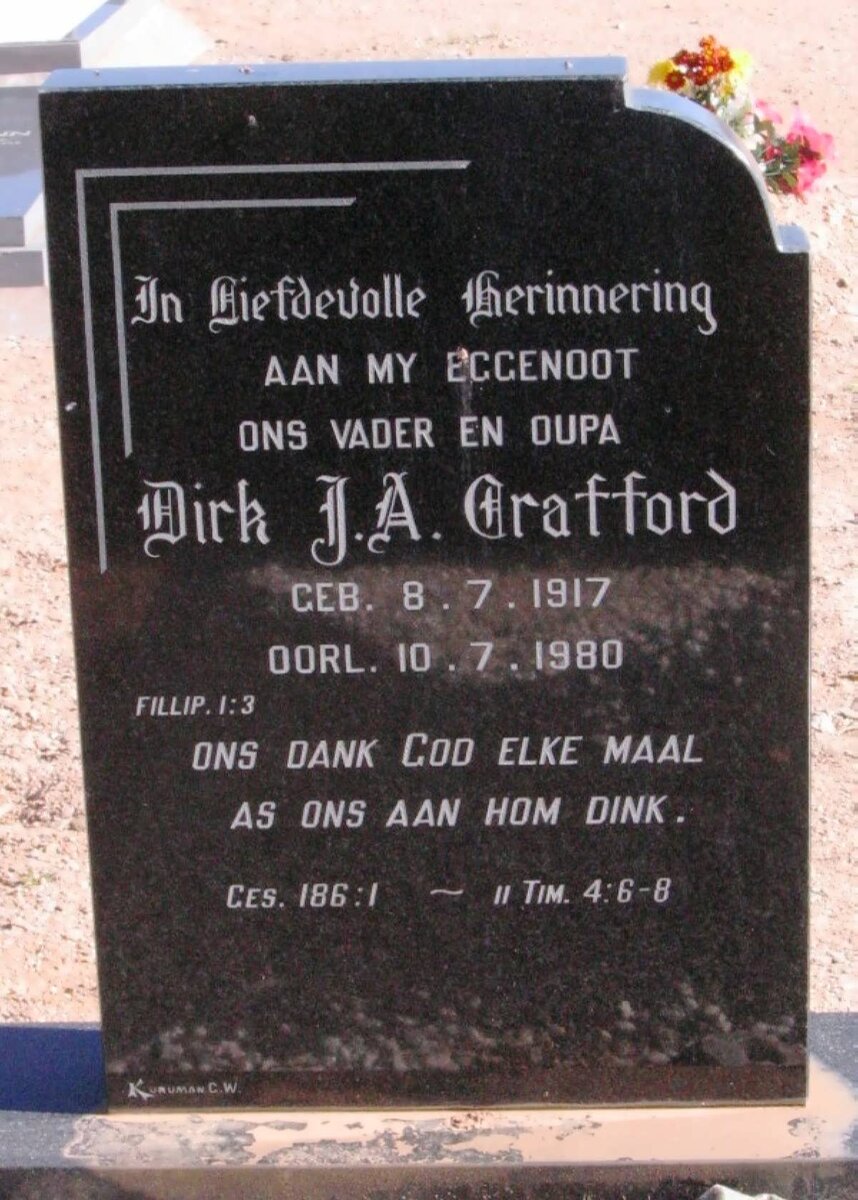 In Liefdevolle Herinnering
AAN MY EGGENOOT
ONS VADER EN OUPA
Dirk J.A. Crafford
GEB. 8.7.1917
OORL. 10.7.1980
FILLIP. 1:3
ONS DANK GOD ELKE MAAL
AS ONS AAN HOM DINK.
GES. 186:1 ~ II TIM. 4:6-8
KURUMAN G.W.